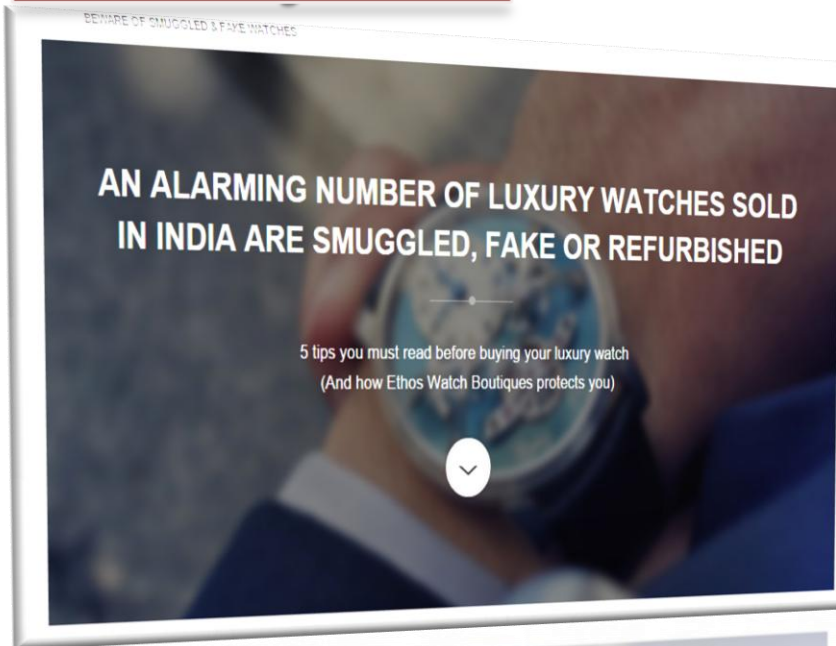 BEWARE OF SMUGGLED & FAKE WATCHES
AN ALARMING NUMBER OF LUXURY WATCHES SOLD
IN INDIA ARE SMUGGLED, FAKE OR REFURBISHED
5 tips you must read before buying your luxury watch
(And how Ethos Watch Boutiques protects you)